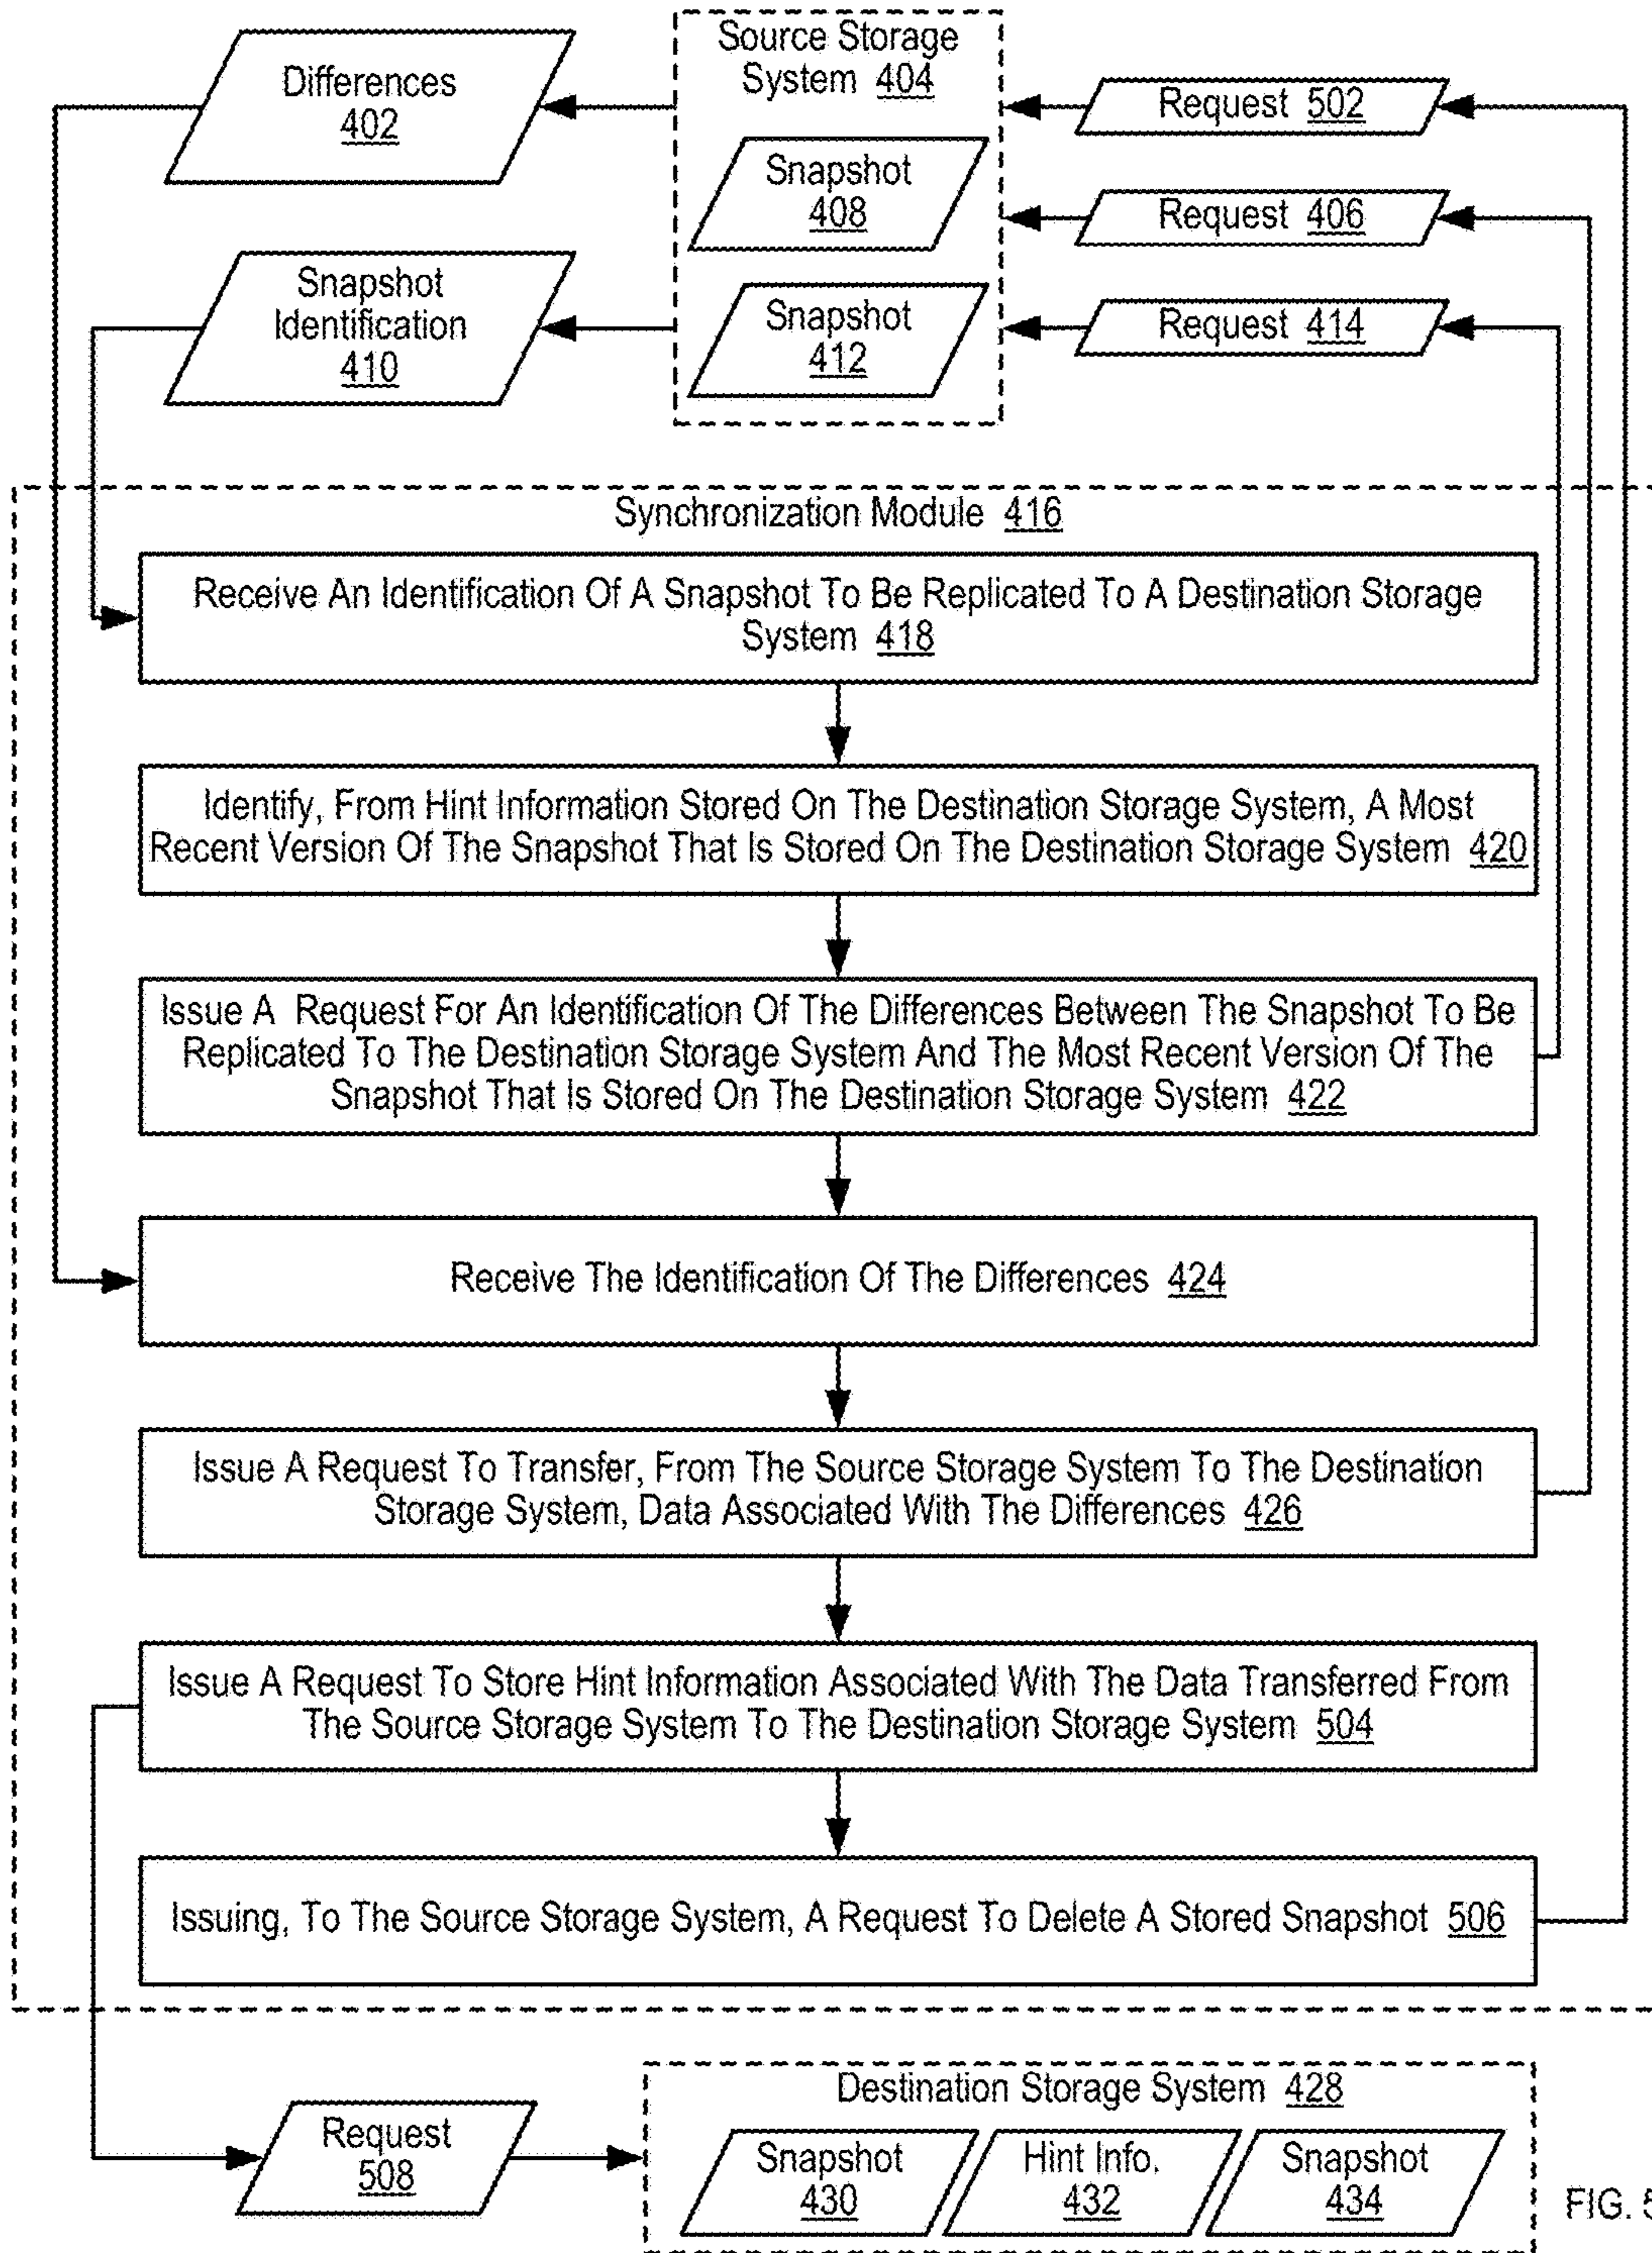 Differences
402
Source Storage
System 404
Request 502
Snapshot
408
Request 406
Snapshot
Identification
410
Snapshot
412
Request 414
Synchronization Module 416
Receive An Identification Of A Snapshot To Be Replicated To A Destination Storage
System 418
Identify, From Hint Information Stored On The Destination Storage System, A Most
Recent Version Of The Snapshot That Is Stored On The Destination Storage System 420
Issue A Request For An Identification Of The Differences Between The Snapshot To Be
Replicated To The Destination Storage System And The Most Recent Version Of The
Snapshot That Is Stored On The Destination Storage System 422
Receive The Identification Of The Differences 424
Issue A Request To Transfer, From The Source Storage System To The Destination
Storage System, Data Associated With The Differences 426
Issue A Request To Store Hint Information Associated With The Data Transferred From
The Source Storage System To The Destination Storage System 504
Issuing, To The Source Storage System, A Request To Delete A Stored Snapshot 506
Request
508
Destination Storage System 428
Snapshot
430
Hint Info.
432
Snapshot
434
FIG. 5